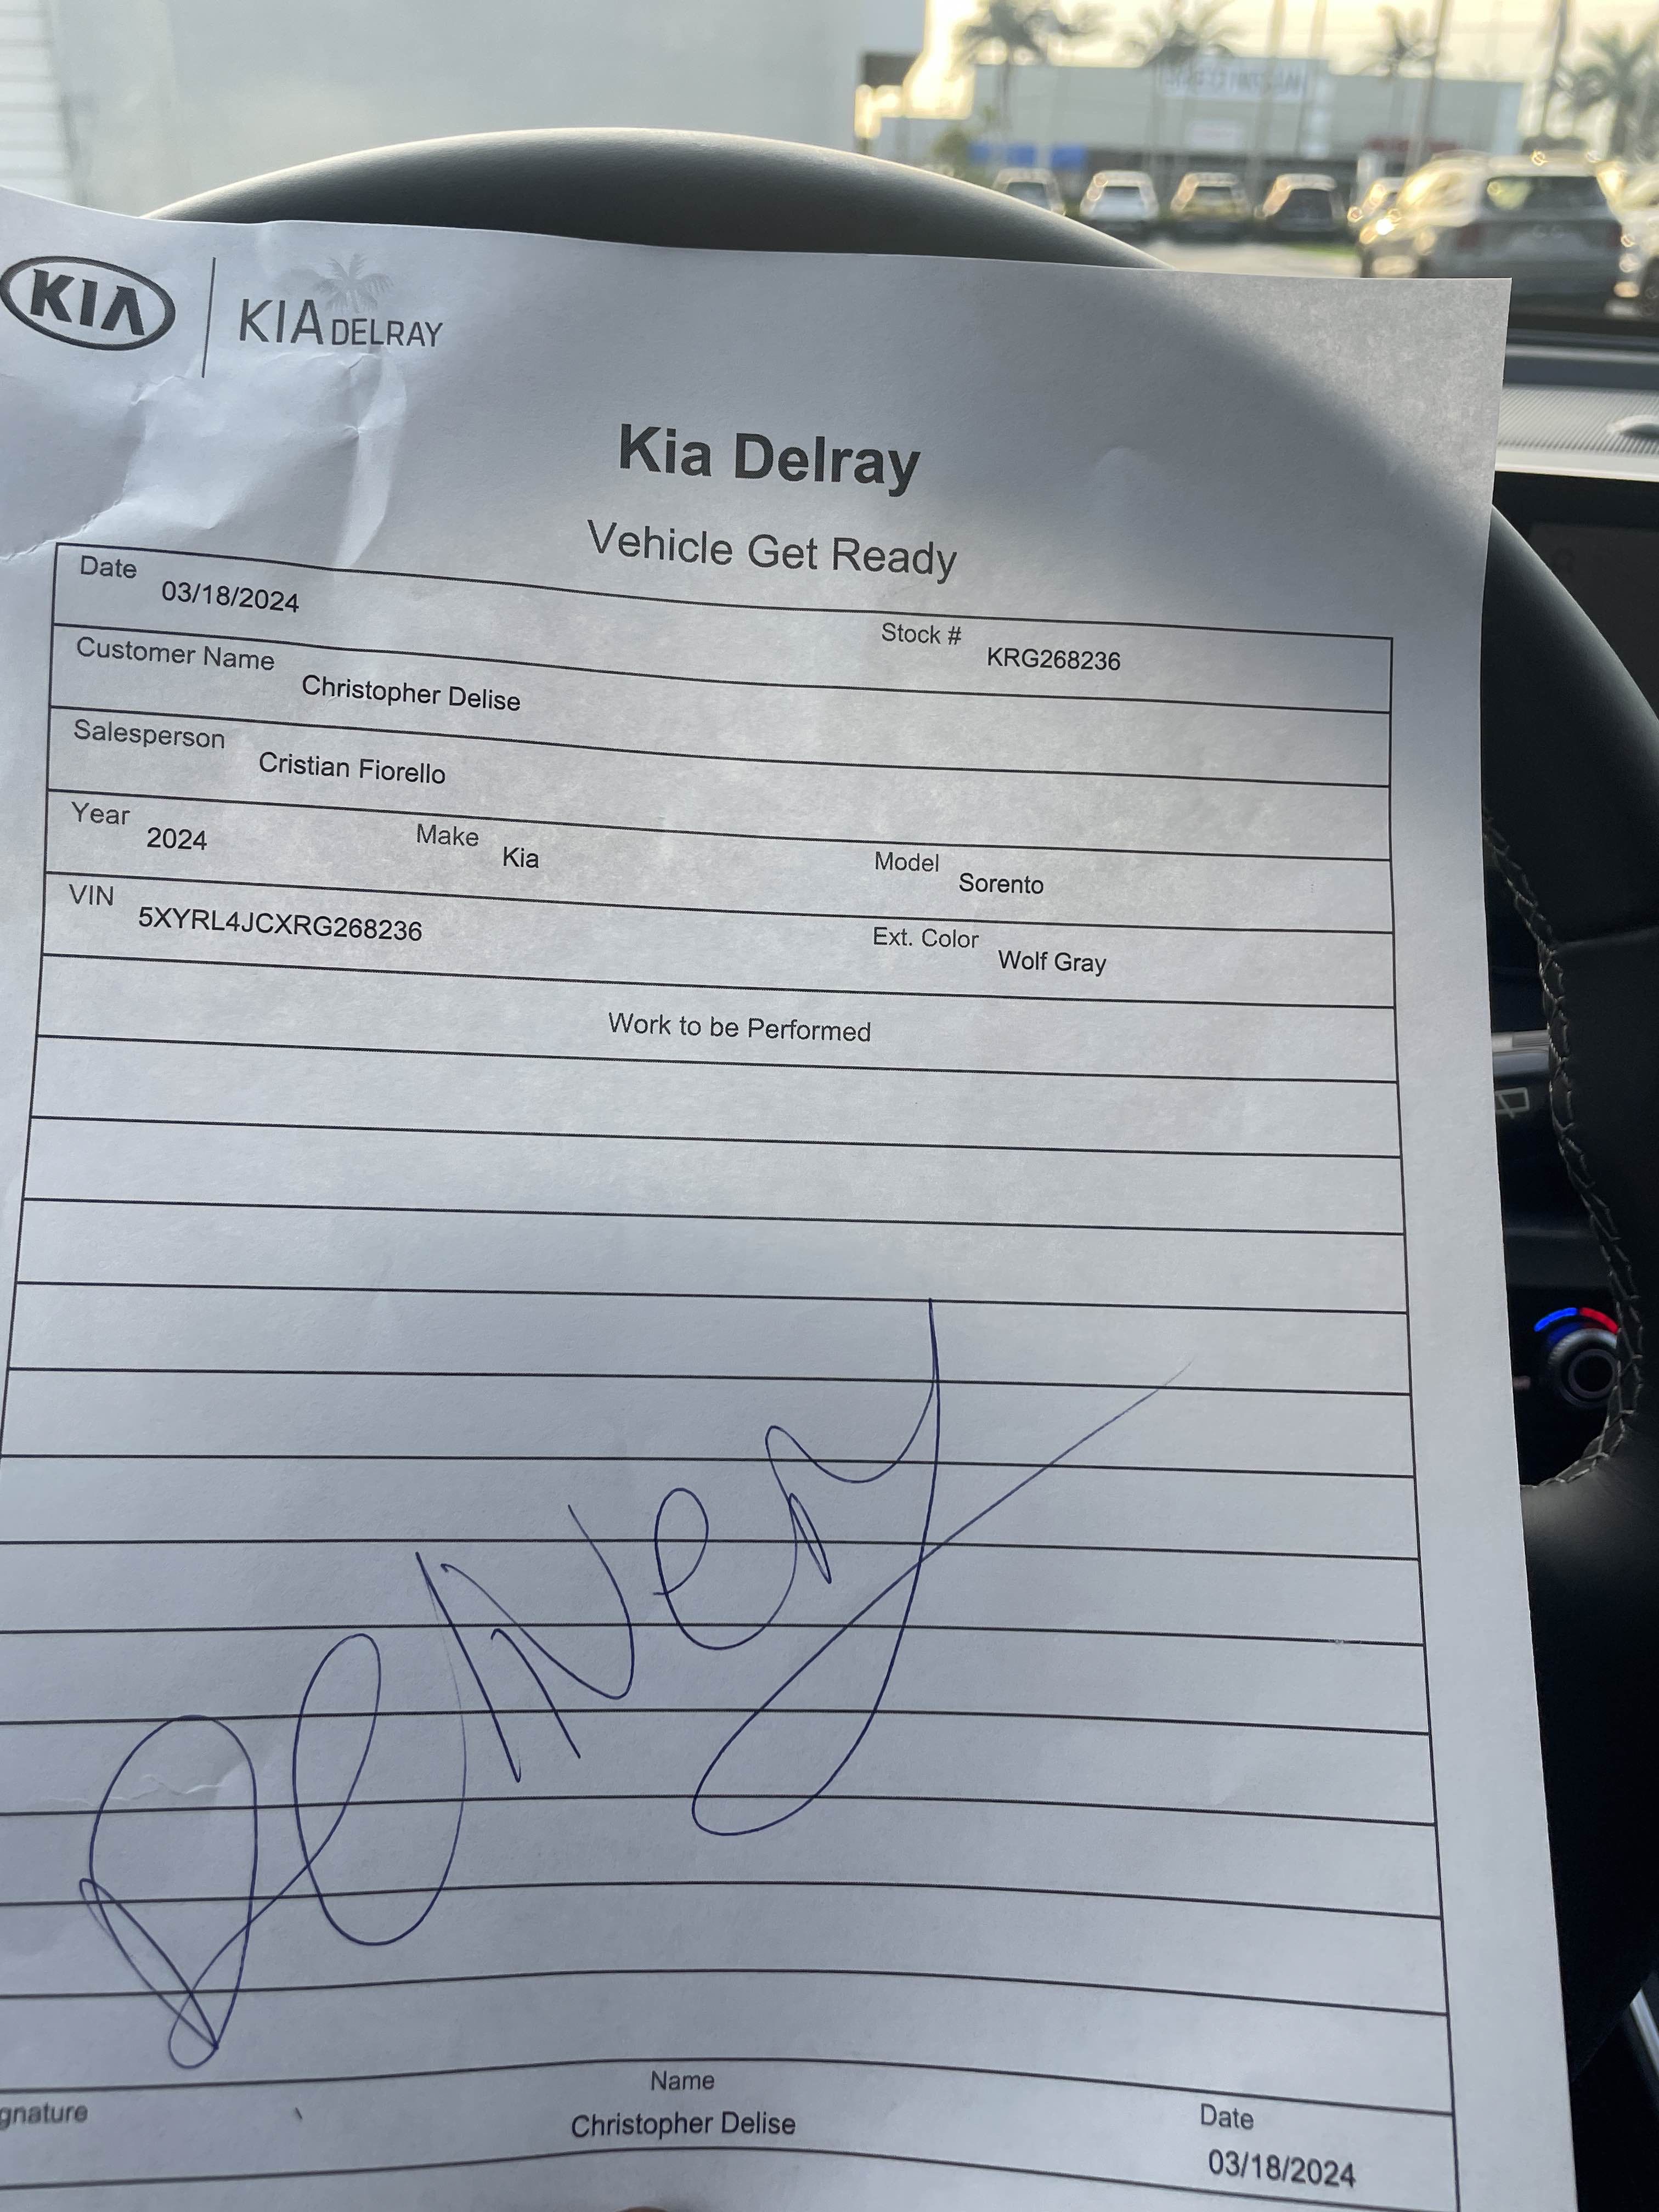 KIA KIA DELRAY
Kia Delray
Vehicle Get Ready
Date 03/18/2024 Stock # KRG268236
Customer Name Christopher Delise
Salesperson Cristian Fiorello
Year 2024 Make Kia Model Sorento
VIN 5XYRL4JCXRG268236 Ext. Color Wolf Gray
Work to be Performed
Delivery
gnature Name Date
Christopher Delise 03/18/2024